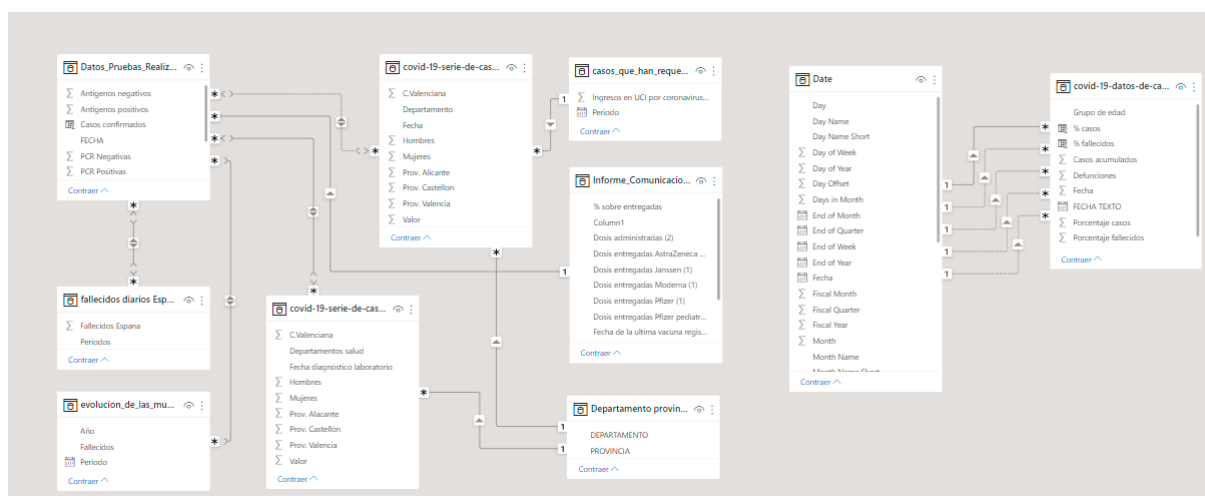 Datos_Pruebas_Realiz...
Antigenos negativos
Antigenos positivos
Casos confirmados
FECHA
PCR Negativas
PCR Positivas
Contraer
covid-19-serie-de-cas...
C.Valenciana
Departamento
Fecha
Hombres
Mujeres
Prov. Alicante
Prov. Castellon
Prov. Valencia
Valor
Contraer
casos_que_han_reque...
Ingresos en UCI por coronavirus...
Periodo
Contraer
Informe_Comunicacio...
% sobre entregadas
Column1
Dosis administradas (2)
Dosis entregadas AstraZeneca ...
Dosis entregadas Janssen (1)
Dosis entregadas Moderna (1)
Dosis entregadas Pfizer (1)
Dosis entregadas Pfizer pediatr...
Fecha de la ultima vacuna regis...
Contraer
Date
Day
Day Name
Day Name Short
Day of Week
Day of Year
Day Offset
Days in Month
End of Month
End of Quarter
End of Week
End of Year
Fecha
Fiscal Month
Fiscal Quarter
Fiscal Year
Month
Month Name
Month Name Short
Contraer
covid-19-datos-de-ca...
Grupo de edad
% casos
% fallecidos
Casos acumulados
Defunciones
Fecha
FECHA TEXTO
Porcentaje casos
Porcentaje fallecidos
Contraer
fallecidos diarios Esp...
Fallecidos Espana
Periodos
Contraer
covid-19-serie-de-cas...
C.Valenciana
Departamentos salud
Fecha diagnóstico laboratorio
Hombres
Mujeres
Prov. Alacante
Prov. Castellón
Prov. Valencia
Valor
Contraer
evolucion_de_las_mu...
Año
Fallecidos
Periodo
Contraer
Departamento provin...
DEPARTAMENTO
PROVINCIA
Contraer